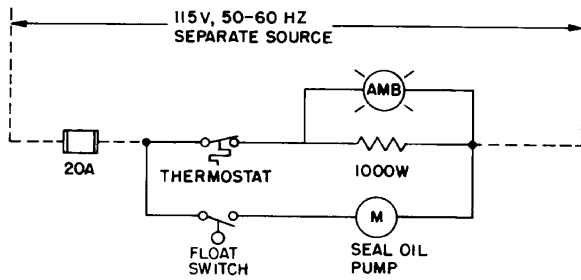 115V, 50-60 HZ
SEPARATE SOURCE
AMB
20A
THERMOSTAT
1000W
M
FLOAT
SWITCH
SEAL OIL
PUMP